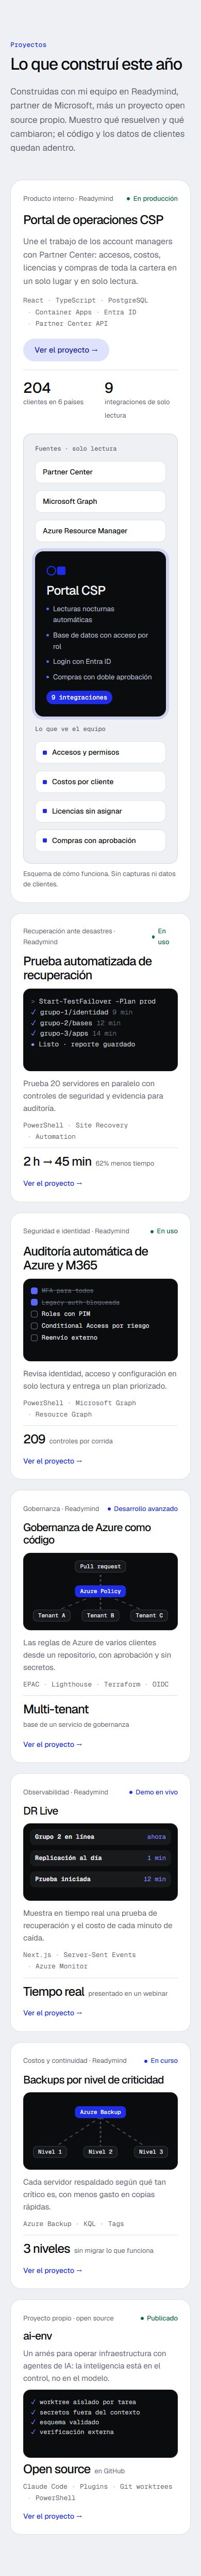 Proyectos
Lo que construí este año
Construidas con mi equipo en Readymind,
partner de Microsoft, más un proyecto open
source propio. Muestro qué resuelven y qué
cambiaron; el código y los datos de clientes
quedan adentro.
Producto interno · Readymind
En producción
Portal de operaciones CSP
Une el trabajo de los account managers
con Partner Center: accesos, costos,
licencias y compras de toda la cartera en
un solo lugar y en solo lectura.
React · TypeScript · PostgreSQL
· Container Apps · Entra ID
· Partner Center API
Ver el proyecto →
204
clientes en 6 países
9
integraciones de solo
lectura
Fuentes · solo lectura
Partner Center
Microsoft Graph
Azure Resource Manager
Portal CSP
Lecturas nocturnas
automáticas
Base de datos con acceso por
rol
Login con Entra ID
Compras con doble aprobación
9 integraciones
Lo que ve el equipo
Accesos y permisos
Costos por cliente
Licencias sin asignar
Compras con aprobación
Esquema de cómo funciona. Sin capturas ni datos
de clientes.
Recuperación ante desastres ·
Readymind
En
uso
Prueba automatizada de
recuperación
> Start-TestFailover -Plan prod
✓ grupo-1/identidad 9 min
✓ grupo-2/bases 12 min
✓ grupo-3/apps 14 min
● Listo · reporte guardado
Prueba 20 servidores en paralelo con
controles de seguridad y evidencia para
auditoría.
PowerShell · Site Recovery
· Automation
2 h → 45 min 62% menos tiempo
Ver el proyecto →
Seguridad e identidad · Readymind
En uso
Auditoría automática de
Azure y M365
MFA para todos
Legacy auth bloqueada
Roles con PIM
Conditional Access por riesgo
Reenvío externo
Revisa identidad, acceso y configuración en
solo lectura y entrega un plan priorizado.
PowerShell · Microsoft Graph
· Resource Graph
209 controles por corrida
Ver el proyecto →
Gobernanza · Readymind
Desarrollo avanzado
Gobernanza de Azure como
código
Pull request
Azure Policy
Tenant A
Tenant B
Tenant C
Las reglas de Azure de varios clientes
desde un repositorio, con aprobación y sin
secretos.
EPAC · Lighthouse · Terraform · OIDC
Multi-tenant
base de un servicio de gobernanza
Ver el proyecto →
Observabilidad · Readymind
Demo en vivo
DR Live
Grupo 2 en línea ahora
Replicación al día 1 min
Prueba iniciada 12 min
Muestra en tiempo real una prueba de
recuperación y el costo de cada minuto de
caída.
Next.js · Server-Sent Events
· Azure Monitor
Tiempo real presentado en un webinar
Ver el proyecto →
Costos y continuidad · Readymind
En curso
Backups por nivel de criticidad
Azure Backup
Nivel 1
Nivel 2
Nivel 3
Cada servidor respaldado según qué tan
crítico es, con menos gasto en copias
rápidas.
Azure Backup · KQL · Tags
3 niveles sin migrar lo que funciona
Ver el proyecto →
Proyecto propio · open source
Publicado
ai-env
Un arnés para operar infraestructura con
agentes de IA: la inteligencia está en el
control, no en el modelo.
✓ worktree aislado por tarea
✓ secretos fuera del contexto
✓ esquema validado
✓ verificación externa
Open source en GitHub
Claude Code · Plugins · Git worktrees
· PowerShell
Ver el proyecto →